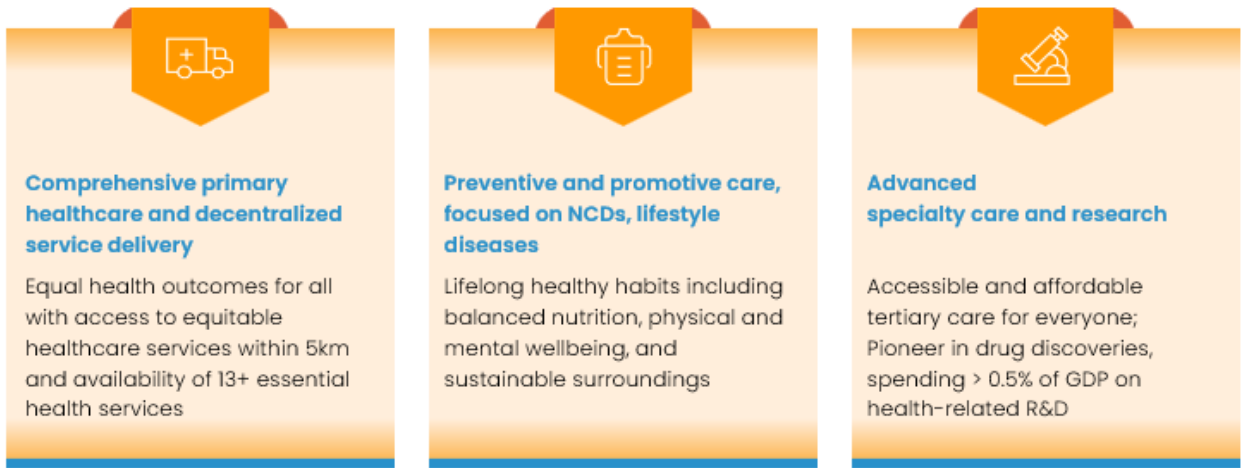 Comprehensive primary
healthcare and decentralized
service delivery
Equal health outcomes for all
with access to equitable
healthcare services within 5km
and availability of 13+ essential
health services
Preventive and promotive care,
focused on NCDs, lifestyle
diseases
Lifelong healthy habits including
balanced nutrition, physical and
mental wellbeing, and
sustainable surroundings
Advanced
specialty care and research
Accessible and affordable
tertiary care for everyone;
Pioneer in drug discoveries,
spending > 0.5% of GDP on
health-related R&D